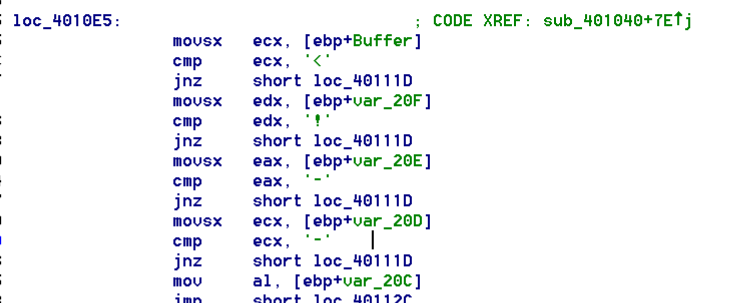 loc_4010E5: ; CODE XREF: sub_401040+7E↑j
movsx ecx, [ebp+Buffer]
cmp ecx, '<'
jnz short loc_40111D
movsx edx, [ebp+var_20F]
cmp edx, '!'
jnz short loc_40111D
movsx eax, [ebp+var_20E]
cmp eax, '-'
jnz short loc_40111D
movsx ecx, [ebp+var_20D]
cmp ecx, '-'
jnz short loc_40111D
mov al, [ebp+var_20C]
jmp short loc_40112C